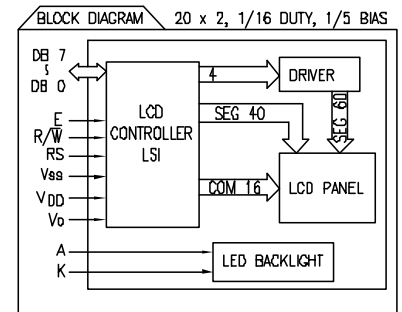 BLOCK DIAGRAM 20 x 2, 1/16 DUTY, 1/5 BIAS
DB 7
DB 0
E
R/W̅
RS
Vss
VDD
Vo
A
K
LCD
CONTROLLER
LSI
4
SEG 40
COM 16
DRIVER
SEG 60
LCD PANEL
LED BACKLIGHT